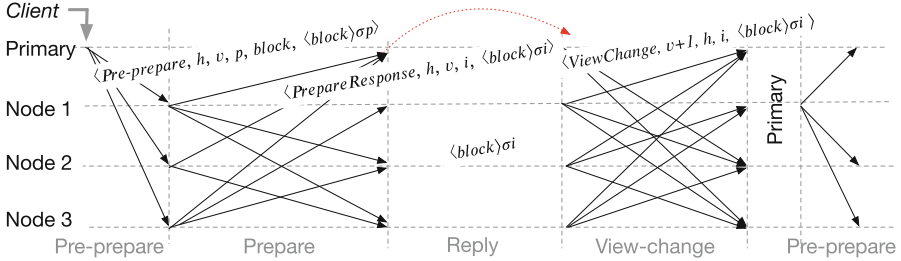 Client
Primary
⟨Pre-prepare, h, v, p, block, ⟨block⟩σp⟩
⟨PrepareResponse, h, v, i, ⟨block⟩σi⟩
⟨ViewChange, v+1, h, i, ⟨block⟩σi ⟩
Node 1
Primary
⟨block⟩σi
Node 2
Node 3
Pre-prepare Prepare Reply View-change Pre-prepare